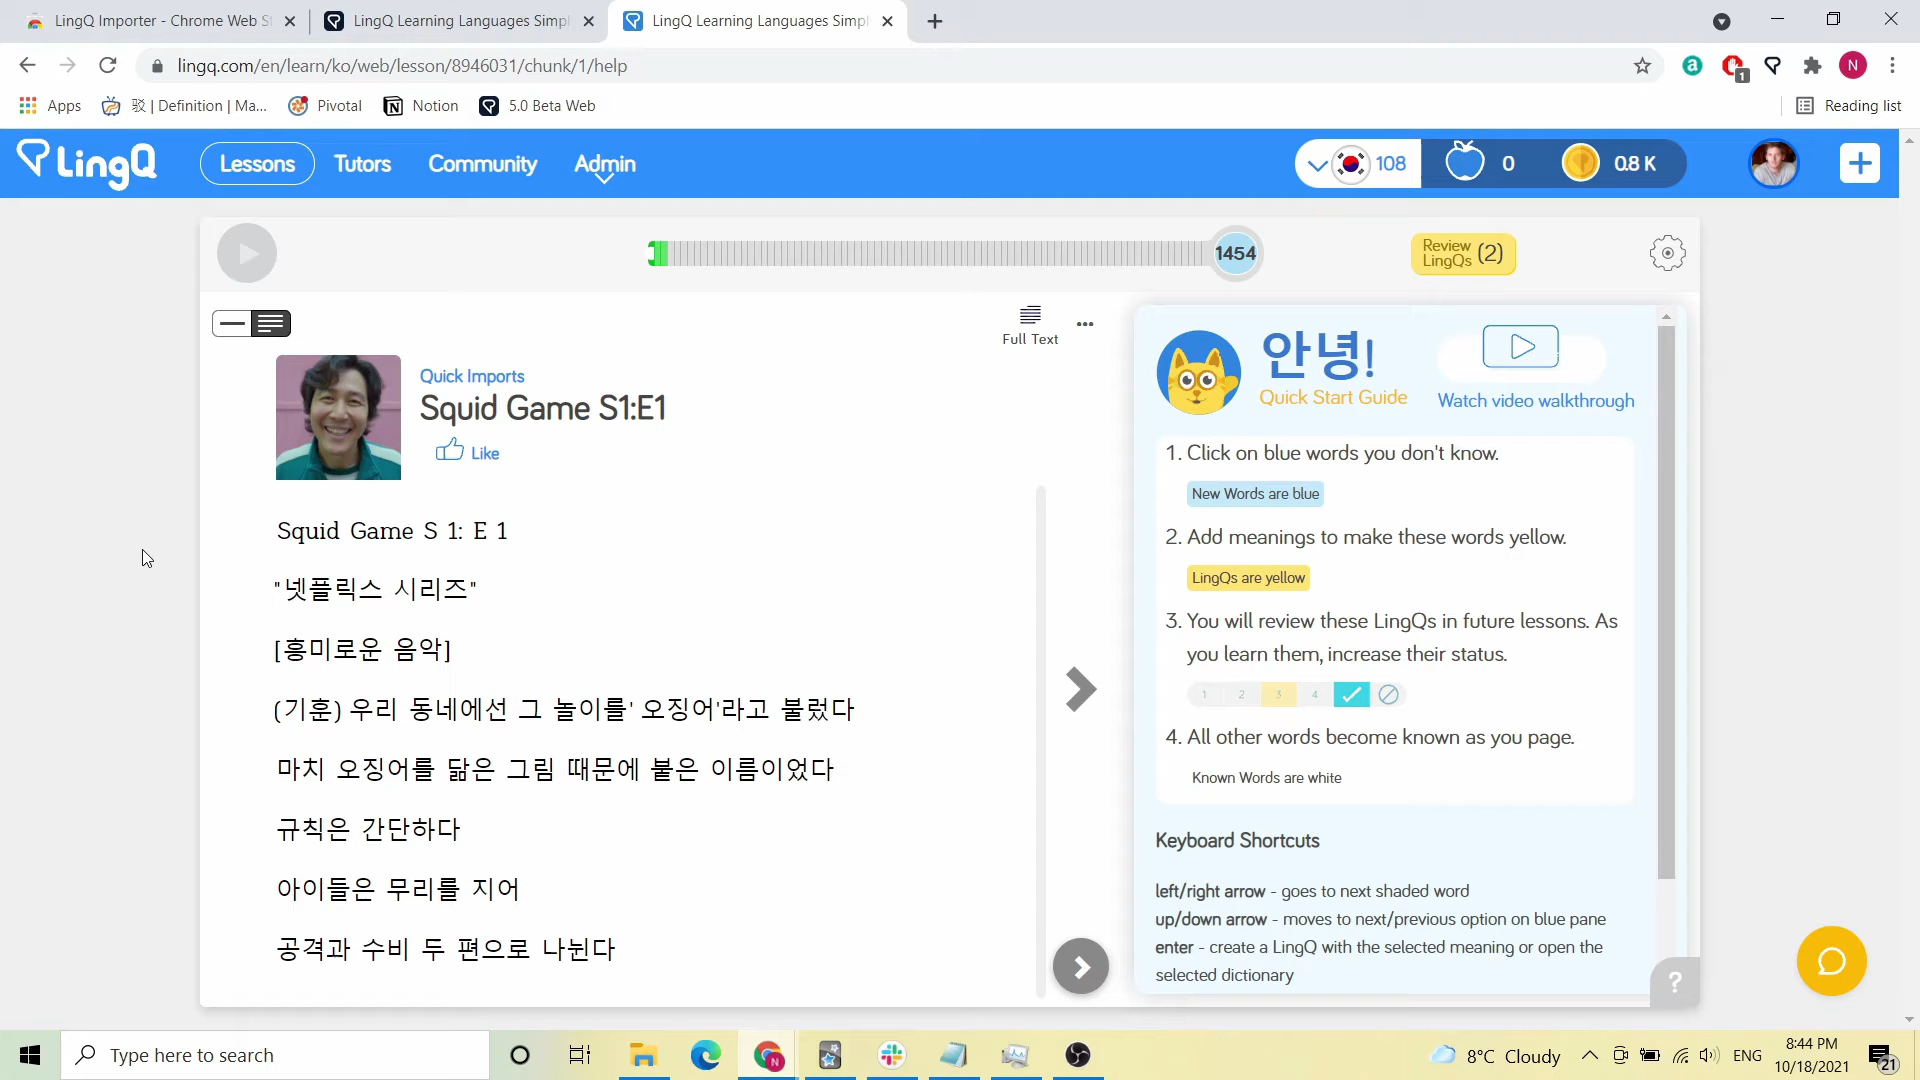 LingQ Importer - Chrome Web S
LingQ Learning Languages Simpl
LingQ Learning Languages Simpl
lingq.com/en/learn/ko/web/lesson/8946031/chunk/1/help
1
N
Apps
| Definition | Ma...
Pivotal
Notion
5.0 Beta Web
Reading list
LingQ
Lessons
Tutors
Community
Admin
108
0
0.8 K
1454
Review LingQs (2)
Full Text
Quick Imports
Squid Game S1:E1
Like
Squid Game S 1: E 1
"넷플릭스 시리즈"
[흥미로운 음악]
(기훈) 우리 동네에선 그 놀이를' 오징어'라고 불렀다
마치 오징어를 닮은 그림 때문에 붙은 이름이었다
규칙은 간단하다
아이들은 무리를 지어
공격과 수비 두 편으로 나뉜다
안녕!
Quick Start Guide
Watch video walkthrough
1. Click on blue words you don't know.
New Words are blue
2. Add meanings to make these words yellow.
LingQs are yellow
3. You will review these LingQs in future lessons. As
you learn them, increase their status.
1 2 3 4
4. All other words become known as you page.
Known Words are white
Keyboard Shortcuts
left/right arrow - goes to next shaded word
up/down arrow - moves to next/previous option on blue pane
enter - create a LingQ with the selected meaning or open the
selected dictionary
?
Type here to search
N
8°C Cloudy
ENG
8:44 PM
10/18/2021
21